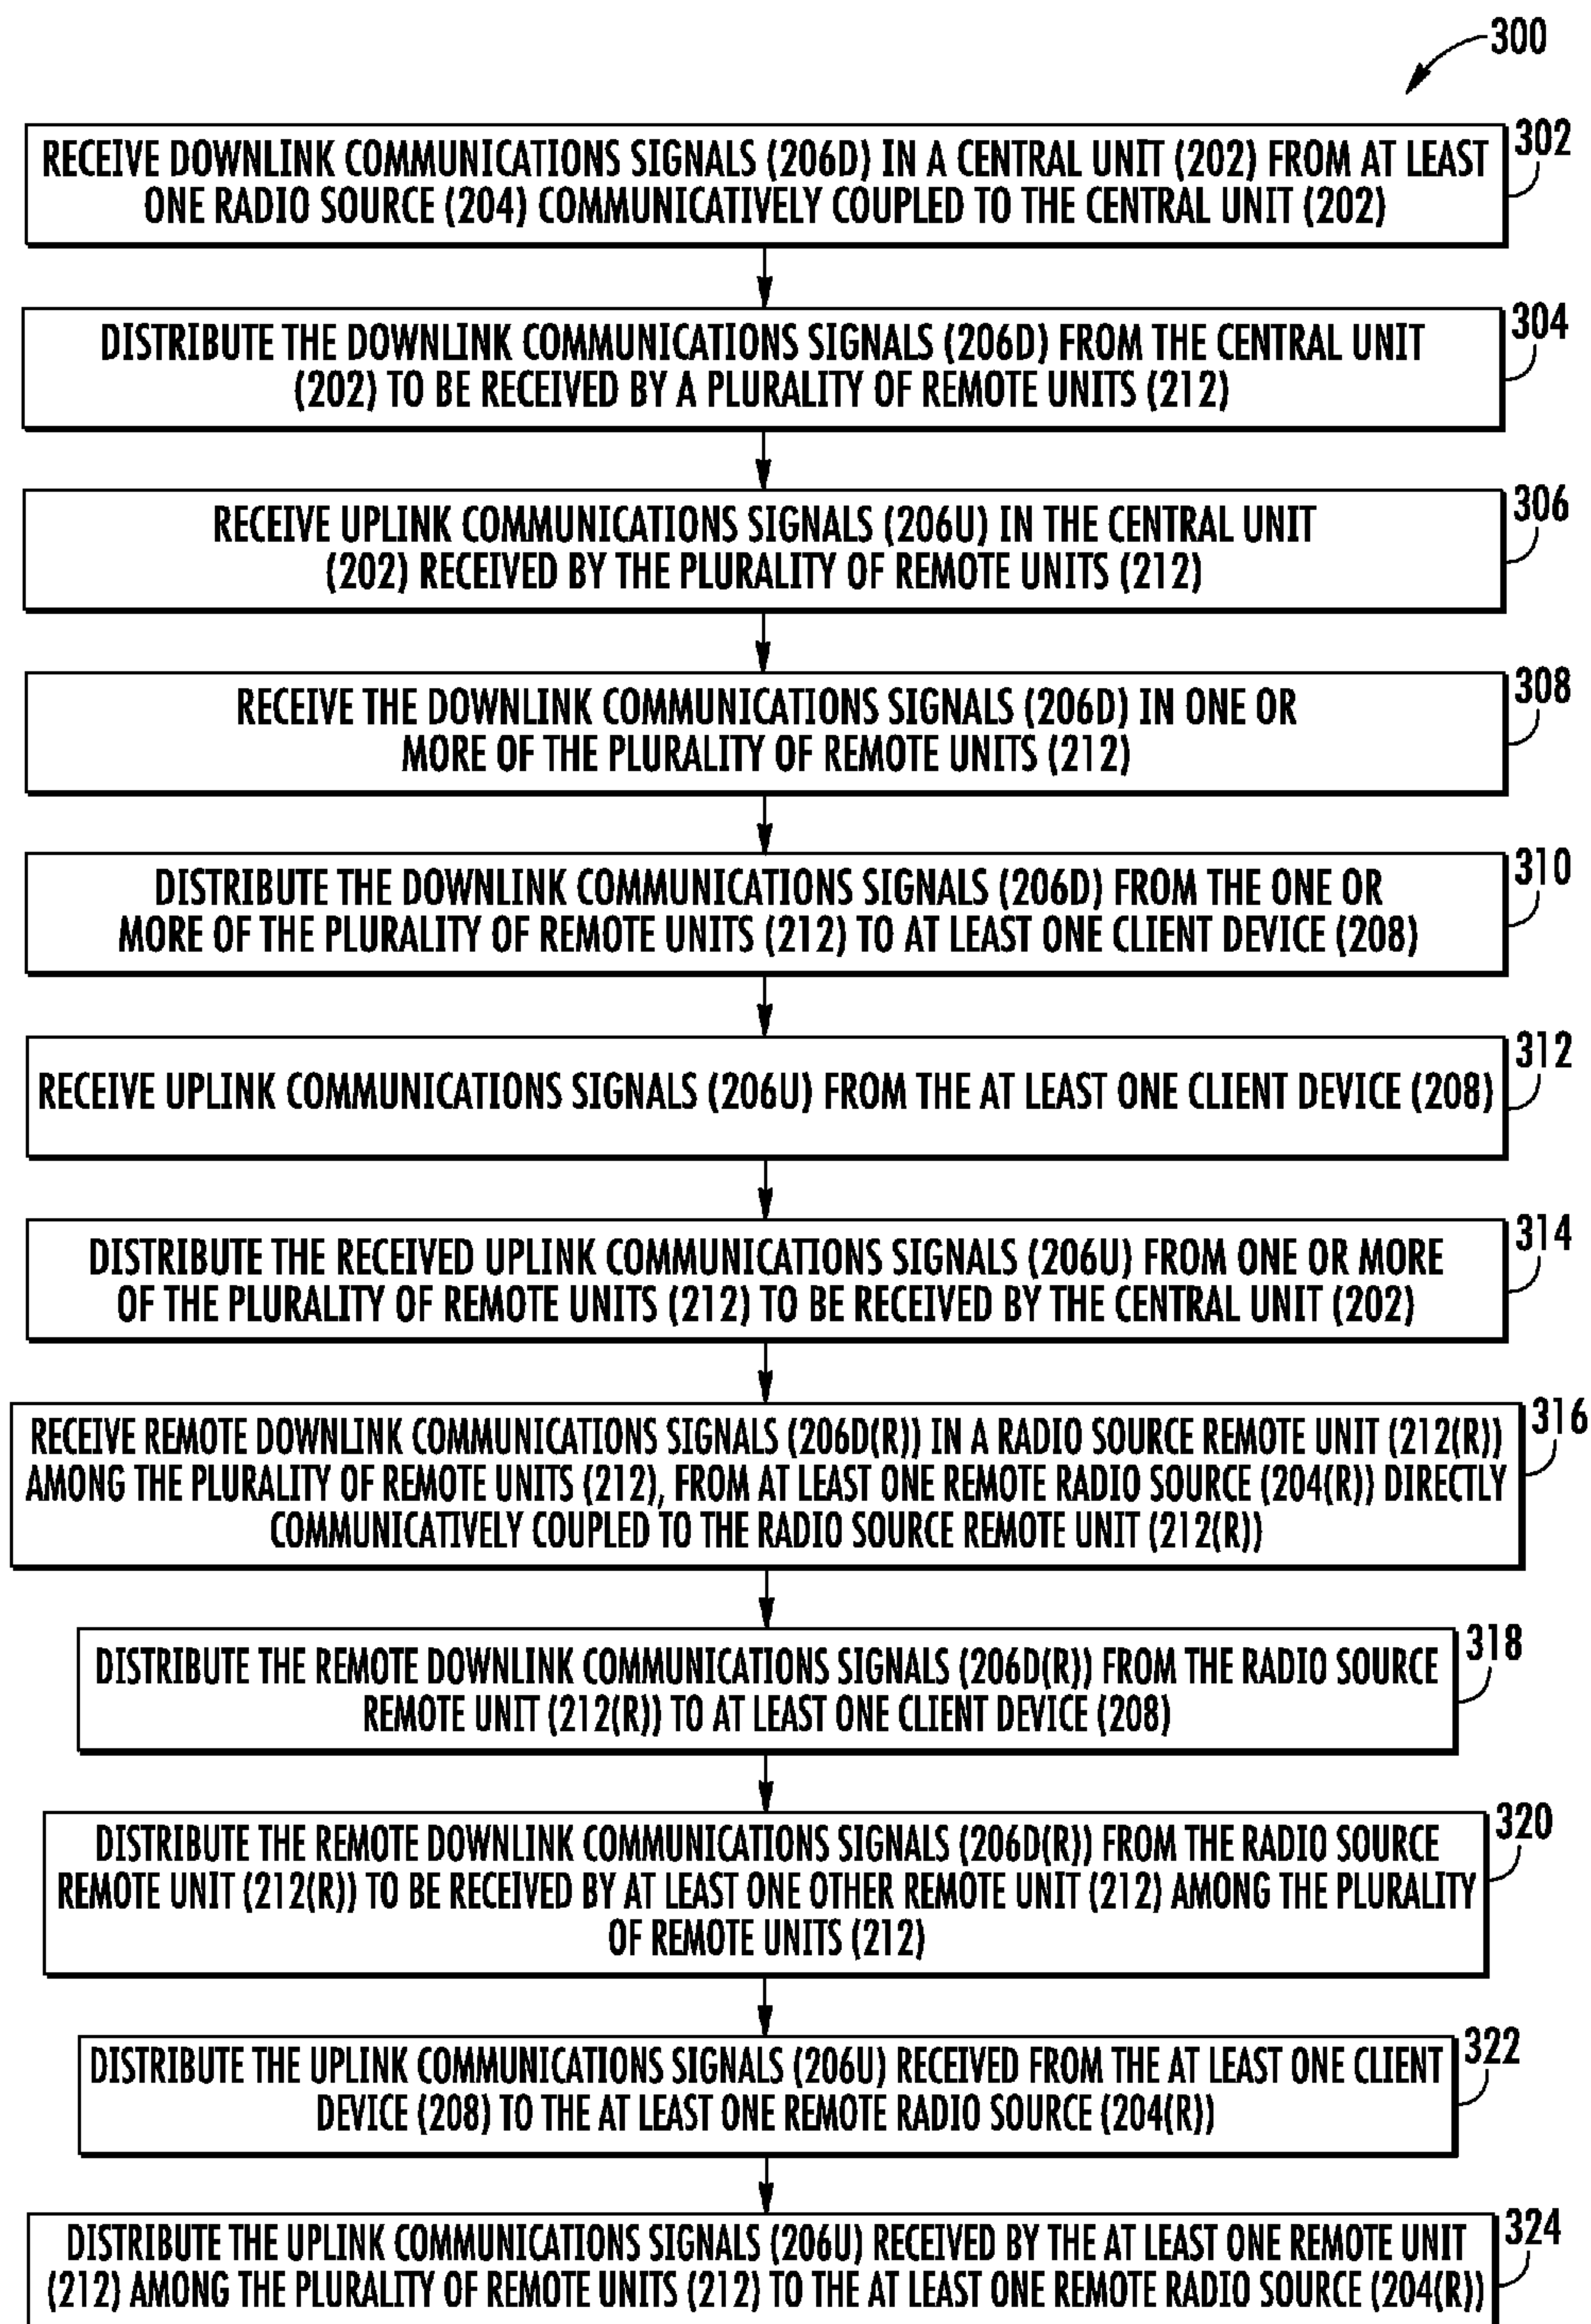 300
302
RECEIVE DOWNLINK COMMUNICATIONS SIGNALS (206D) IN A CENTRAL UNIT (202) FROM AT LEAST
ONE RADIO SOURCE (204) COMMUNICATIVELY COUPLED TO THE CENTRAL UNIT (202)
304
DISTRIBUTE THE DOWNLINK COMMUNICATIONS SIGNALS (206D) FROM THE CENTRAL UNIT
(202) TO BE RECEIVED BY A PLURALITY OF REMOTE UNITS (212)
306
RECEIVE UPLINK COMMUNICATIONS SIGNALS (206U) IN THE CENTRAL UNIT
(202) RECEIVED BY THE PLURALITY OF REMOTE UNITS (212)
308
RECEIVE THE DOWNLINK COMMUNICATIONS SIGNALS (206D) IN ONE OR
MORE OF THE PLURALITY OF REMOTE UNITS (212)
310
DISTRIBUTE THE DOWNLINK COMMUNICATIONS SIGNALS (206D) FROM THE ONE OR
MORE OF THE PLURALITY OF REMOTE UNITS (212) TO AT LEAST ONE CLIENT DEVICE (208)
312
RECEIVE UPLINK COMMUNICATIONS SIGNALS (206U) FROM THE AT LEAST ONE CLIENT DEVICE (208)
314
DISTRIBUTE THE RECEIVED UPLINK COMMUNICATIONS SIGNALS (206U) FROM ONE OR MORE
OF THE PLURALITY OF REMOTE UNITS (212) TO BE RECEIVED BY THE CENTRAL UNIT (202)
316
RECEIVE REMOTE DOWNLINK COMMUNICATIONS SIGNALS (206D(R)) IN A RADIO SOURCE REMOTE UNIT (212(R))
AMONG THE PLURALITY OF REMOTE UNITS (212), FROM AT LEAST ONE REMOTE RADIO SOURCE (204(R)) DIRECTLY
COMMUNICATIVELY COUPLED TO THE RADIO SOURCE REMOTE UNIT (212(R))
318
DISTRIBUTE THE REMOTE DOWNLINK COMMUNICATIONS SIGNALS (206D(R)) FROM THE RADIO SOURCE
REMOTE UNIT (212(R)) TO AT LEAST ONE CLIENT DEVICE (208)
320
DISTRIBUTE THE REMOTE DOWNLINK COMMUNICATIONS SIGNALS (206D(R)) FROM THE RADIO SOURCE
REMOTE UNIT (212(R)) TO BE RECEIVED BY AT LEAST ONE OTHER REMOTE UNIT (212) AMONG THE PLURALITY
OF REMOTE UNITS (212)
322
DISTRIBUTE THE UPLINK COMMUNICATIONS SIGNALS (206U) RECEIVED FROM THE AT LEAST ONE CLIENT
DEVICE (208) TO THE AT LEAST ONE REMOTE RADIO SOURCE (204(R))
324
DISTRIBUTE THE UPLINK COMMUNICATIONS SIGNALS (206U) RECEIVED BY THE AT LEAST ONE REMOTE UNIT
(212) AMONG THE PLURALITY OF REMOTE UNITS (212) TO THE AT LEAST ONE REMOTE RADIO SOURCE (204(R))